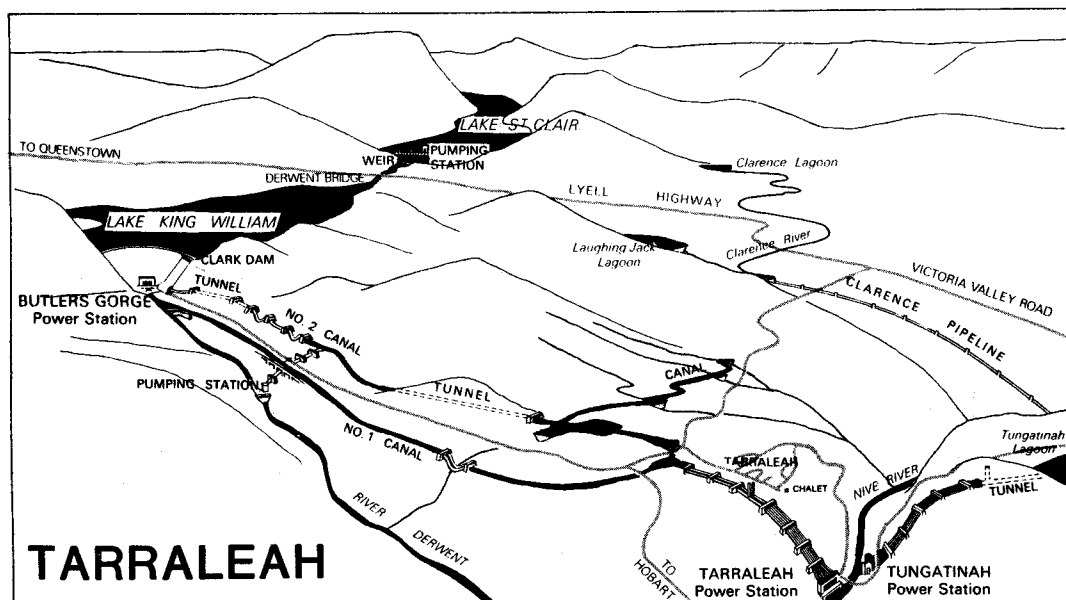 LAKE ST CLAIR
TO QUEENSTOWN
WEIR
PUMPING
STATION
Clarence Lagoon
DERWENT BRIDGE
LYELL HIGHWAY
LAKE KING WILLIAM
Clarence River
Laughing Jack
Lagoon
CLARK DAM
VICTORIA VALLEY ROAD
TUNNEL
CLARENCE PIPELINE
BUTLERS GORGE
Power Station
NO. 2 CANAL
CANAL
PUMPING STATION
TUNNEL
NO. 1 CANAL
Tungatinah
Lagoon
TARRALEAH
CHALET
NIVE RIVER
TUNNEL
RIVER DERWENT
TARRALEAH
TO
HOBART
TARRALEAH
Power Station
TUNGATINAH
Power Station